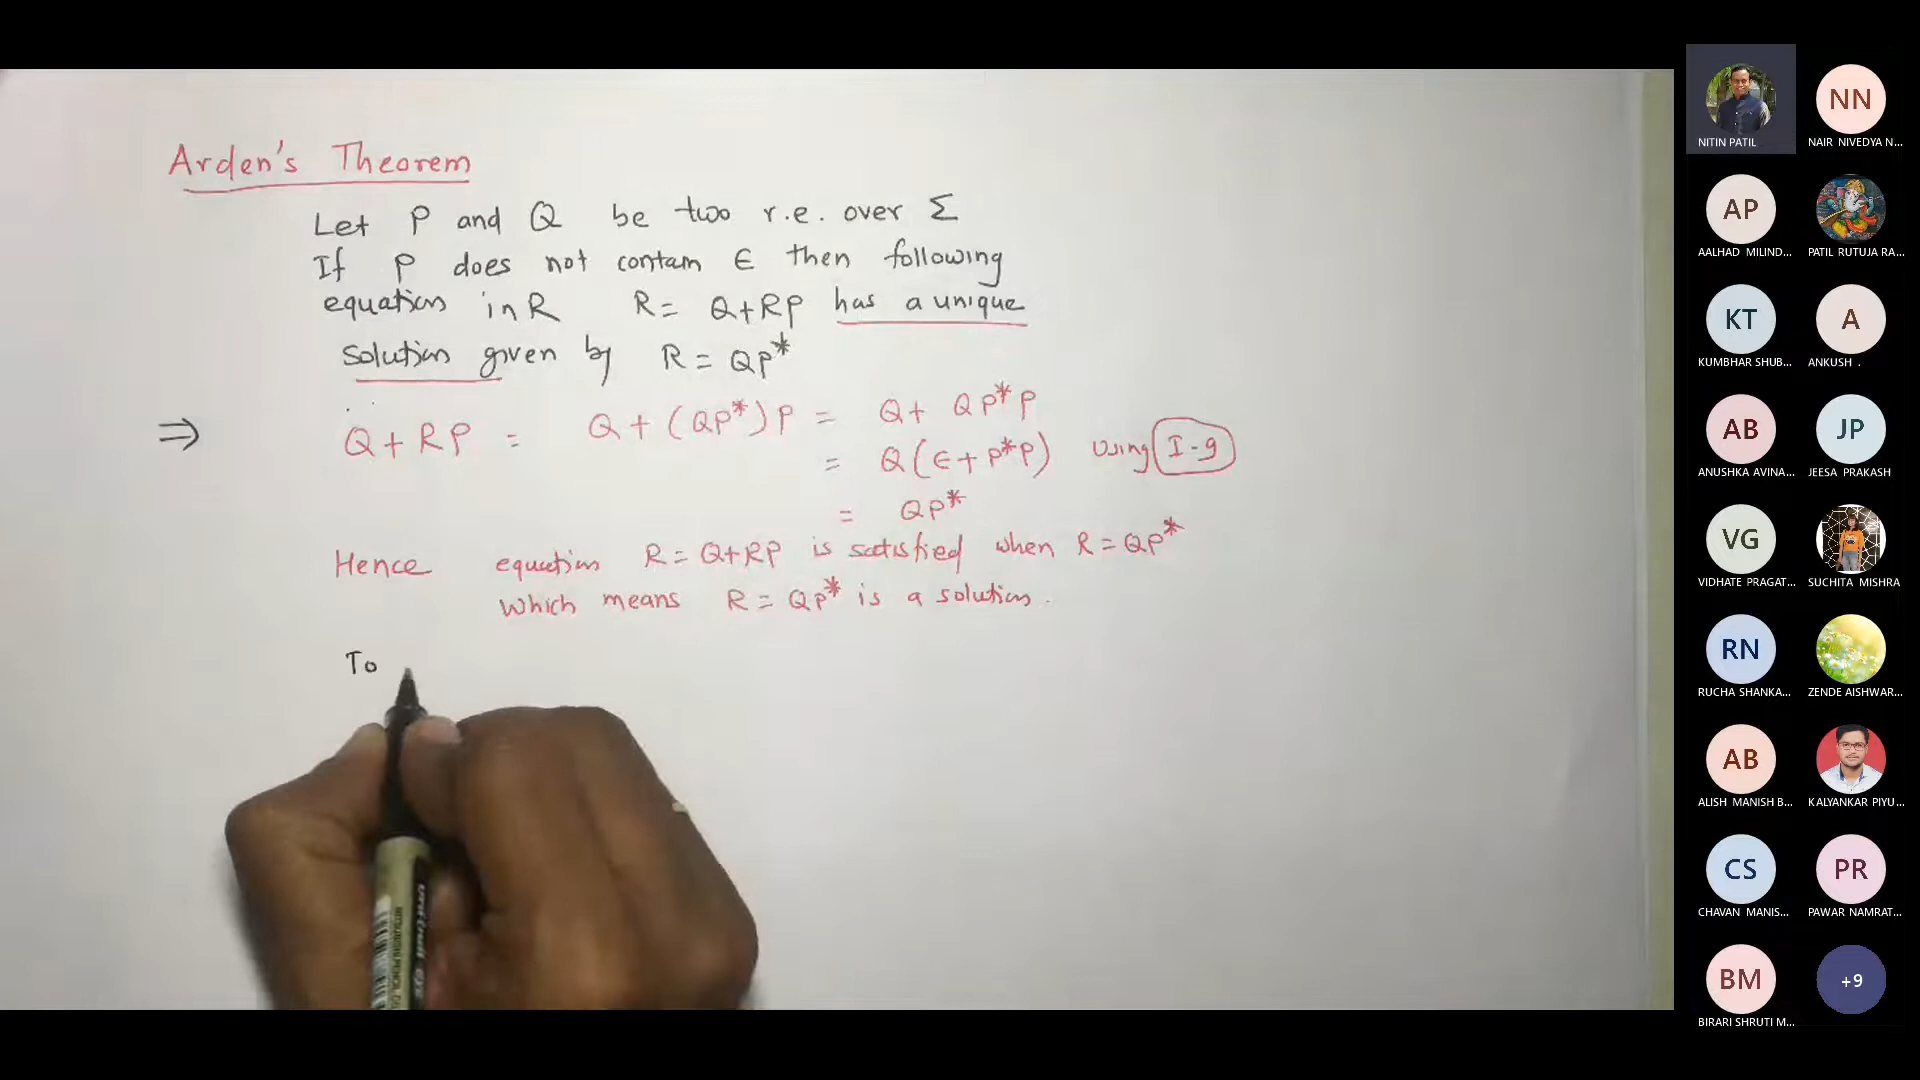 Arden's Theorem
Let P and Q be two r.e. over Σ
If P does not contain ϵ then following
equation in R R = Q+RP has a unique
solution given by R = QP*
⇒ Q + RP = Q + (QP*)P = Q + QP*P
= Q(ϵ + P*P) using I-9
= QP*
Hence equation R = Q+RP is satisfied when R = QP*
which means R = QP* is a solution.
To
NITIN PATIL
NN
NAIR NIVEDYA N...
AP
AALHAD MILIND...
PATIL RUTUJA RA...
KT
KUMBHAR SHUB...
A
ANKUSH .
AB
ANUSHKA AVINA...
JP
JEESA PRAKASH
VG
VIDHATE PRAGAT...
SUCHITA MISHRA
RN
RUCHA SHANKA...
ZENDE AISHWAR...
AB
ALISH MANISH B...
KALYANKAR PIYU...
CS
CHAVAN MANIS...
PR
PAWAR NAMRAT...
BM
BIRARI SHRUTI M...
+9